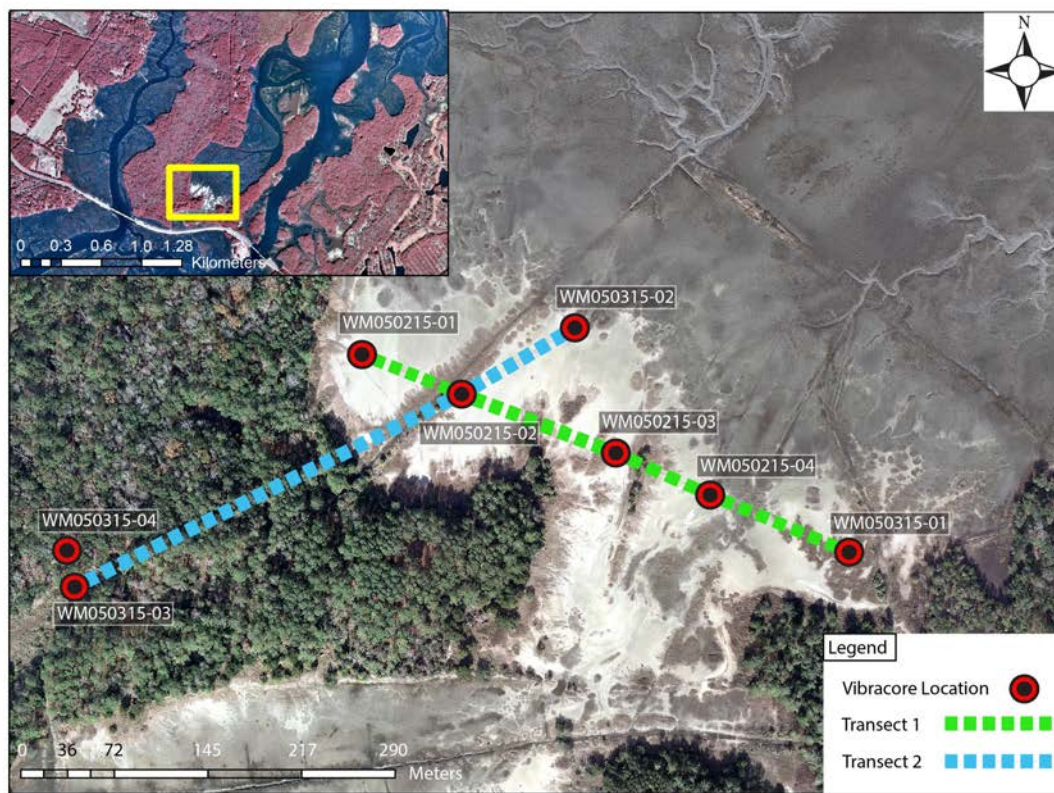 N
0 0.3 0.6 1.0 1.28
Kilometers
WM050215-01
WM050315-02
WM050215-02
WM050215-03
WM050215-04
WM050315-01
WM050315-04
WM050315-03
Legend
Vibracore Location
Transect 1
Transect 2
0 36 72 145 217 290
Meters